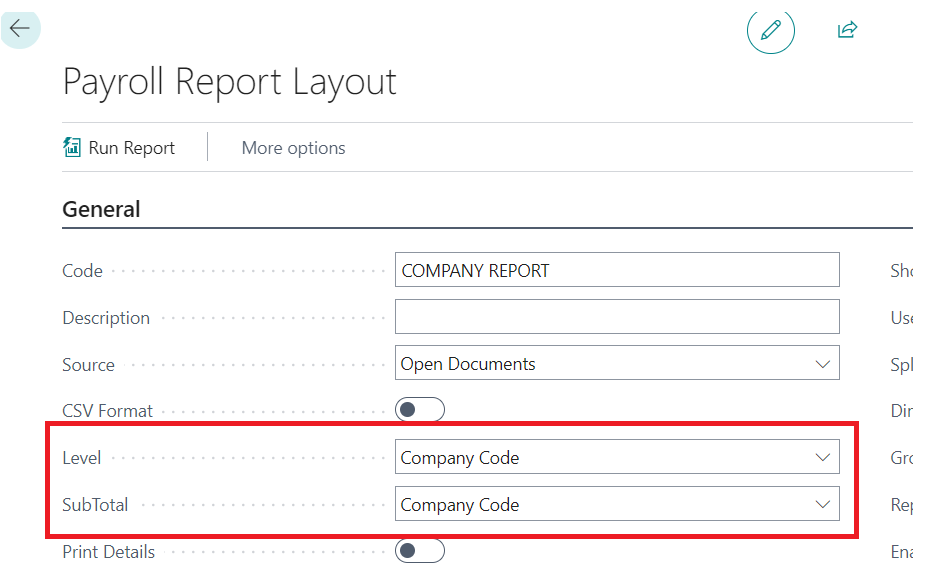 Payroll Report Layout
Run Report More options
General
Code COMPANY REPORT Sho
Description Use
Source Open Documents Spl
CSV Format Dir
Level Company Code Gro
SubTotal Company Code Rep
Print Details Ena